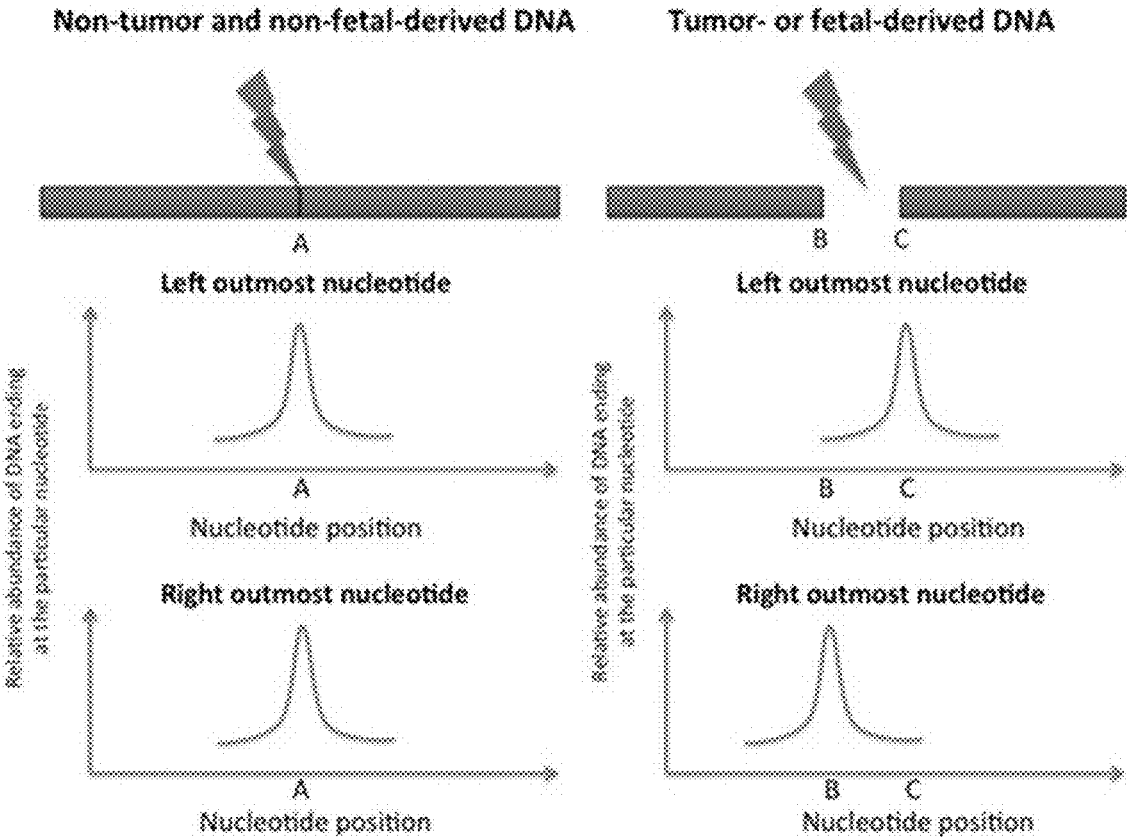 Non-tumor and non-fetal-derived DNA
A
Left outmost nucleotide
Relative abundance of DNA ending
at the particular nucleotide
A
Nucleotide position
Right outmost nucleotide
A
Nucleotide position
Tumor- or fetal-derived DNA
B C
Left outmost nucleotide
Relative abundance of DNA ending
at the particular nucleotide
B C
Nucleotide position
Right outmost nucleotide
B C
Nucleotide position